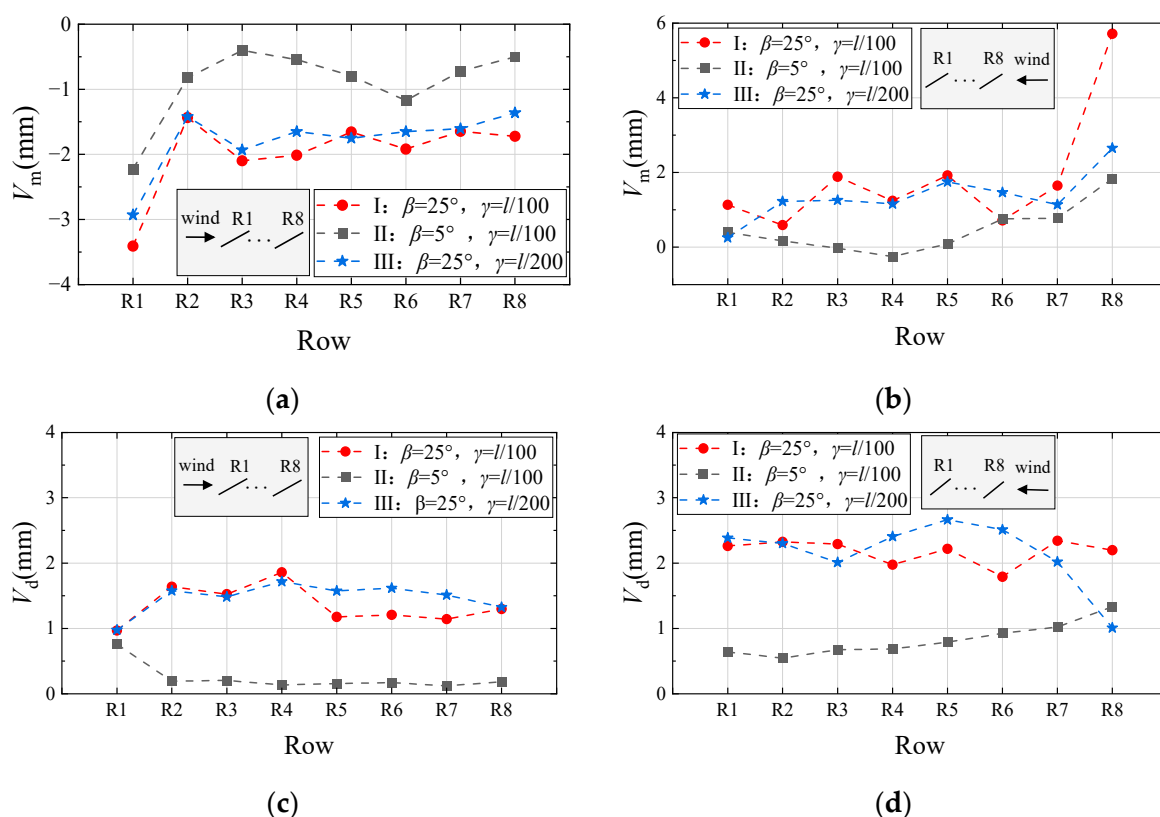 0
−1
−2
−3
−4
V_m(mm)
wind R1 R8
···
I：β=25°，γ=l/100
II：β=5° ，γ=l/100
III：β=25°，γ=l/200
R1 R2 R3 R4 R5 R6 R7 R8
Row
(a)
6
4
2
0
V_m(mm)
I：β=25°，γ=l/100
II：β=5° ，γ=l/100
III：β=25°，γ=l/200
R1 R8 wind
···
R1 R2 R3 R4 R5 R6 R7 R8
Row
(b)
4
3
2
1
0
V_d(mm)
wind R1 R8
···
I：β=25°，γ=l/100
II：β=5° ，γ=l/100
III：β=25°，γ=l/200
R1 R2 R3 R4 R5 R6 R7 R8
Row
(c)
4
3
2
1
0
V_d(mm)
I：β=25°，γ=l/100
II：β=5° ，γ=l/100
III：β=25°，γ=l/200
R1 R8 wind
···
R1 R2 R3 R4 R5 R6 R7 R8
Row
(d)